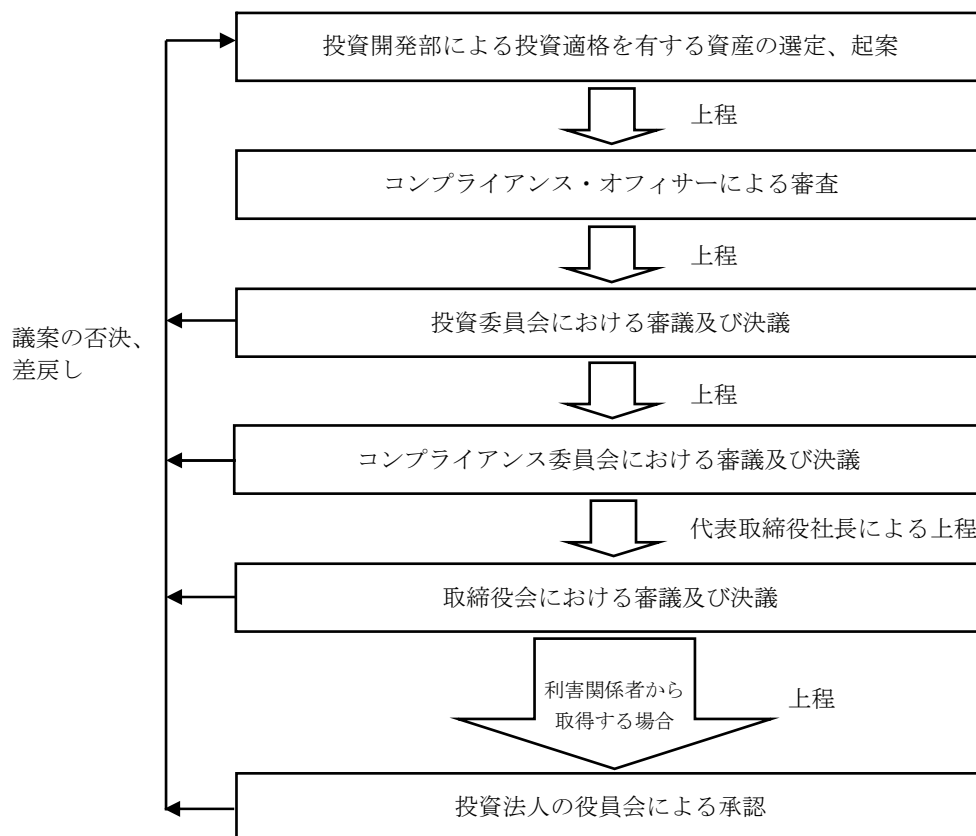 投資開発部による投資適格を有する資産の選定、起案
上程
コンプライアンス・オフィサーによる審査
上程
投資委員会における審議及び決議
議案の否決、
差戻し
上程
コンプライアンス委員会における審議及び決議
代表取締役社長による上程
取締役会における審議及び決議
利害関係者から
取得する場合
上程
投資法人の役員会による承認